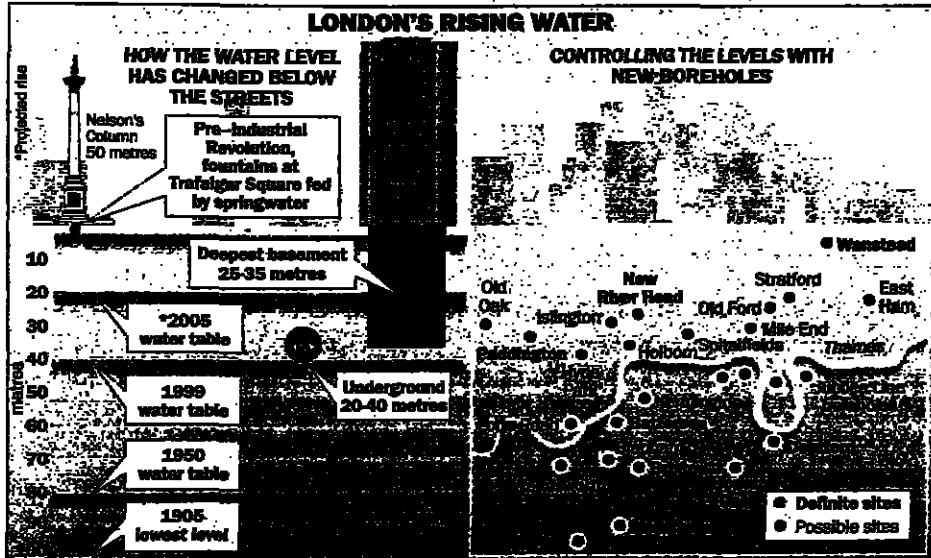 LONDON'S RISING WATER
HOW THE WATER LEVEL
HAS CHANGED BELOW
THE STREETS
*Projected rise
Nelson's
Column
50 metres
Pre-industrial
Revolution,
fountains at
Trafalgar Square fed
by springwater
Deepest basement
25-35 metres
*2005
water table
1999
water table
Underground
20-40 metres
1950
water table
1905
lowest level
metres
10
20
30
40
50
60
70
80
CONTROLLING THE LEVELS WITH
NEW BOREHOLES
Wanstead
Old
Oak
New
River Head
Stratford
East
Ham
Islington
Old Ford
Mile End
Paddington
Holborn
Spitalfields
Thames
Definite sites
Possible sites